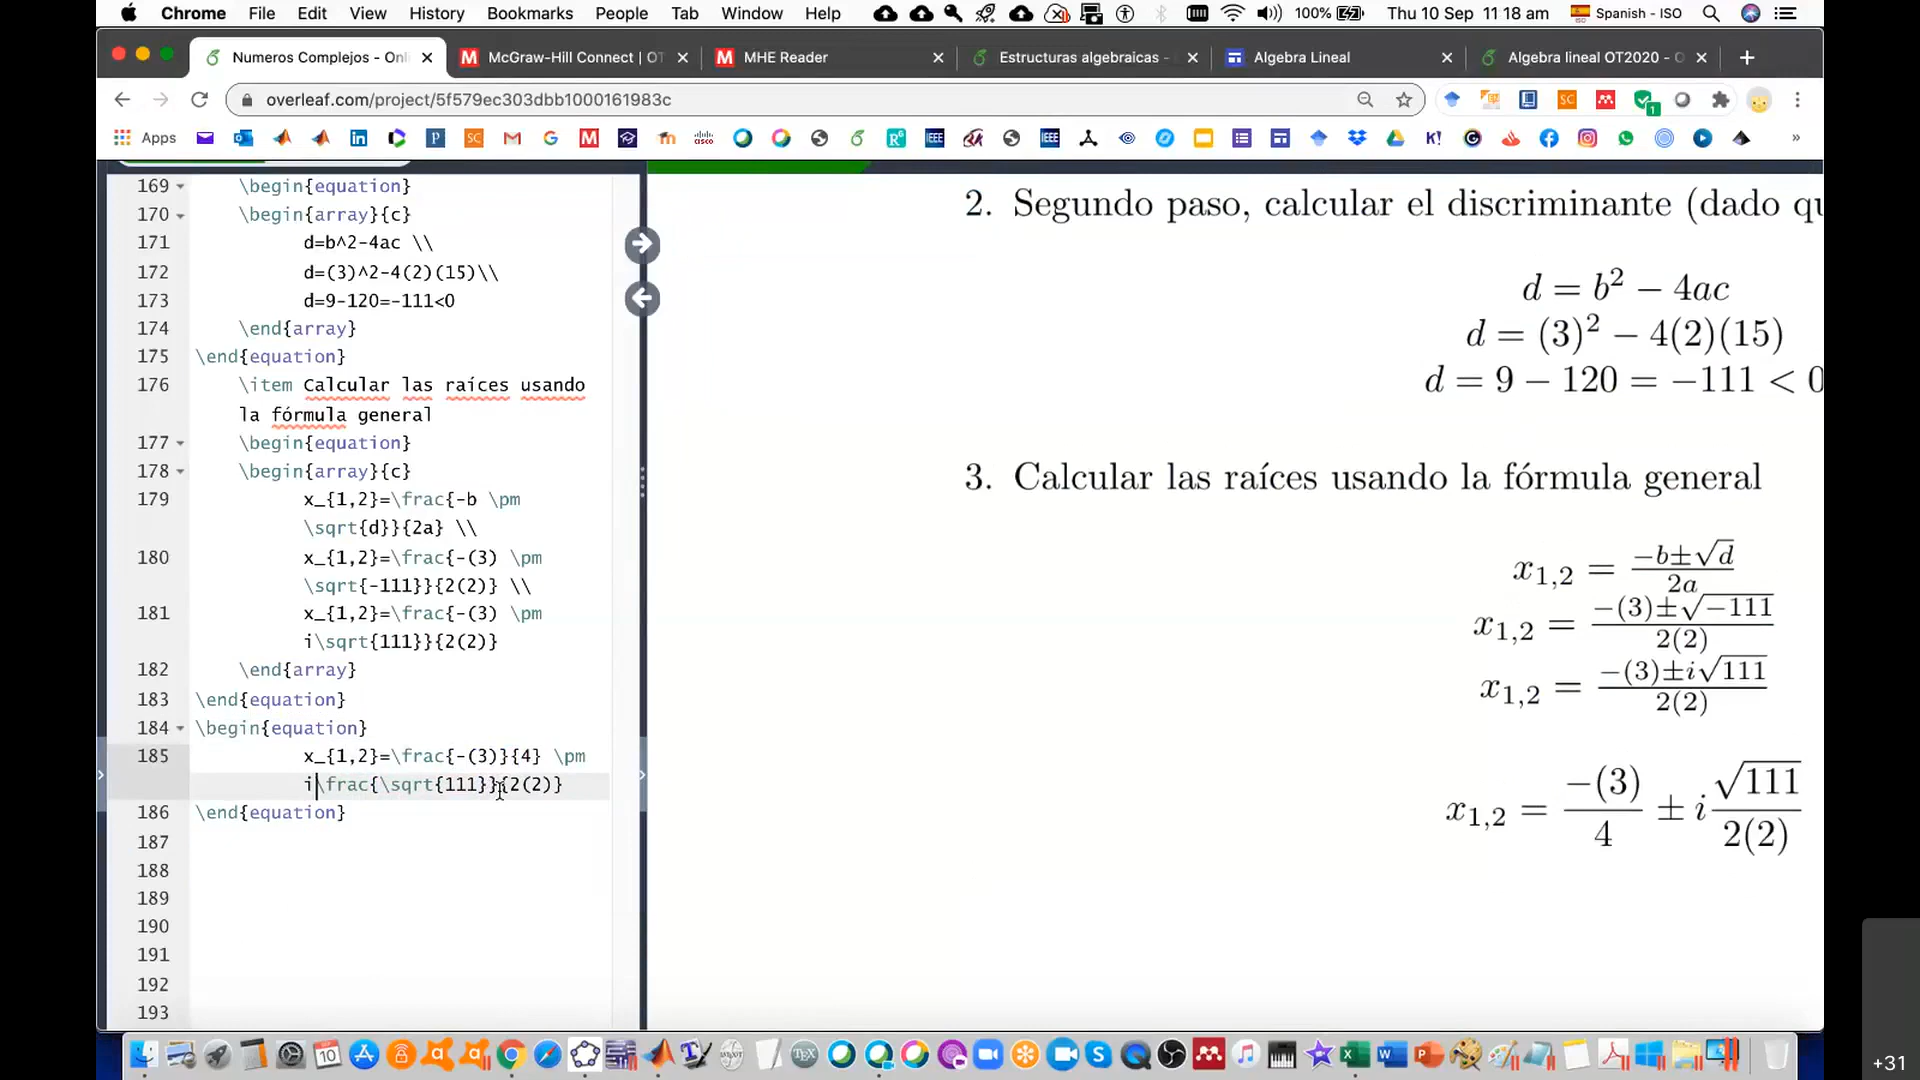 Chrome File Edit View History Bookmarks People Tab Window Help 100% Thu 10 Sep 11:18 am Spanish - ISO
Numeros Complejos - Onli McGraw-Hill Connect | OT MHE Reader Estructuras algebraicas - Algebra Lineal Algebra lineal OT2020 - O
overleaf.com/project/5f579ec303dbb1000161983c
Apps
169 \begin{equation}
170 \begin{array}{c}
171 d=b^2-4ac \\
172 d=(3)^2-4(2)(15)\\
173 d=9-120=-111<0
174 \end{array}
175 \end{equation}
176 \item Calcular las raíces usando
la fórmula general
177 \begin{equation}
178 \begin{array}{c}
179 x_{1,2}=\frac{-b \pm
\sqrt{d}}{2a} \\
180 x_{1,2}=\frac{-(3) \pm
\sqrt{-111}}{2(2)} \\
181 x_{1,2}=\frac{-(3) \pm
i\sqrt{111}}{2(2)}
182 \end{array}
183 \end{equation}
184 \begin{equation}
185 x_{1,2}=\frac{-(3)}{4} \pm
i\frac{\sqrt{111}}{2(2)}
186 \end{equation}
187
188
189
190
191
192
193
2. Segundo paso, calcular el discriminante (dado qu
d = b² − 4ac
d = (3)² − 4(2)(15)
d = 9 − 120 = −111 < 0
3. Calcular las raíces usando la fórmula general
x₁,₂ = −b±√d / 2a
x₁,₂ = −(3)±√−111 / 2(2)
x₁,₂ = −(3)±i√111 / 2(2)
x₁,₂ = −(3) / 4 ± i √111 / 2(2)
+31